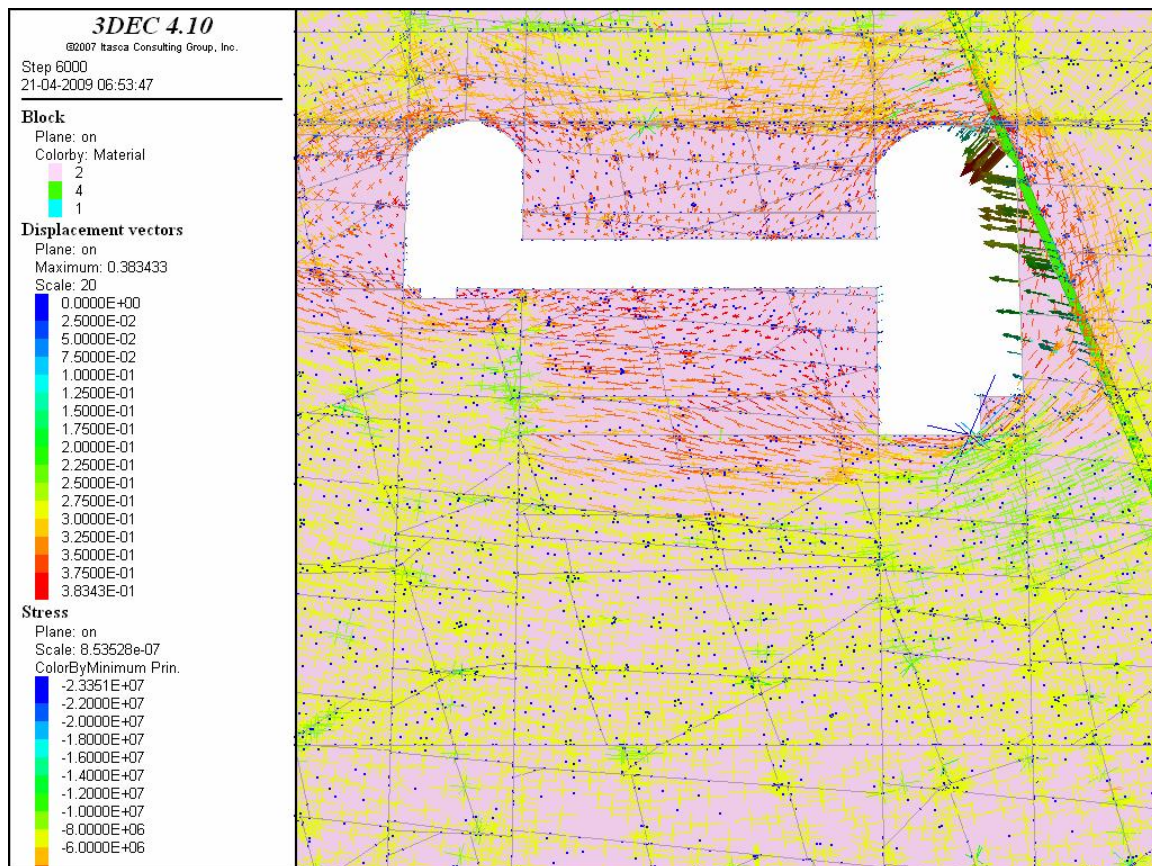 3DEC 4.10
©2007 Itasca Consulting Group, Inc.
Step 6000
21-04-2009 06:53:47
Block
Plane: on
Colorby: Material
2
4
1
Displacement vectors
Plane: on
Maximum: 0.383433
Scale: 20
0.0000E+00
2.5000E-02
5.0000E-02
7.5000E-02
1.0000E-01
1.2500E-01
1.5000E-01
1.7500E-01
2.0000E-01
2.2500E-01
2.5000E-01
2.7500E-01
3.0000E-01
3.2500E-01
3.5000E-01
3.7500E-01
3.8343E-01
Stress
Plane: on
Scale: 8.53528e-07
ColorByMinimum Prin.
-2.3351E+07
-2.2000E+07
-2.0000E+07
-1.8000E+07
-1.6000E+07
-1.4000E+07
-1.2000E+07
-1.0000E+07
-8.0000E+06
-6.0000E+06